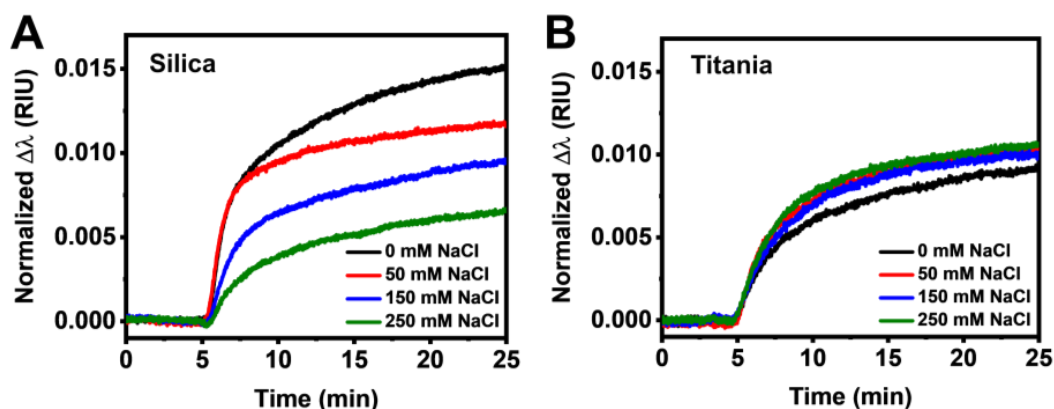 A
Silica
Normalized Δλ (RIU)
0.015
0.010
0.005
0.000
0 mM NaCl
50 mM NaCl
150 mM NaCl
250 mM NaCl
0 5 10 15 20 25
Time (min)
B
Titania
Normalized Δλ (RIU)
0.015
0.010
0.005
0.000
0 mM NaCl
50 mM NaCl
150 mM NaCl
250 mM NaCl
0 5 10 15 20 25
Time (min)